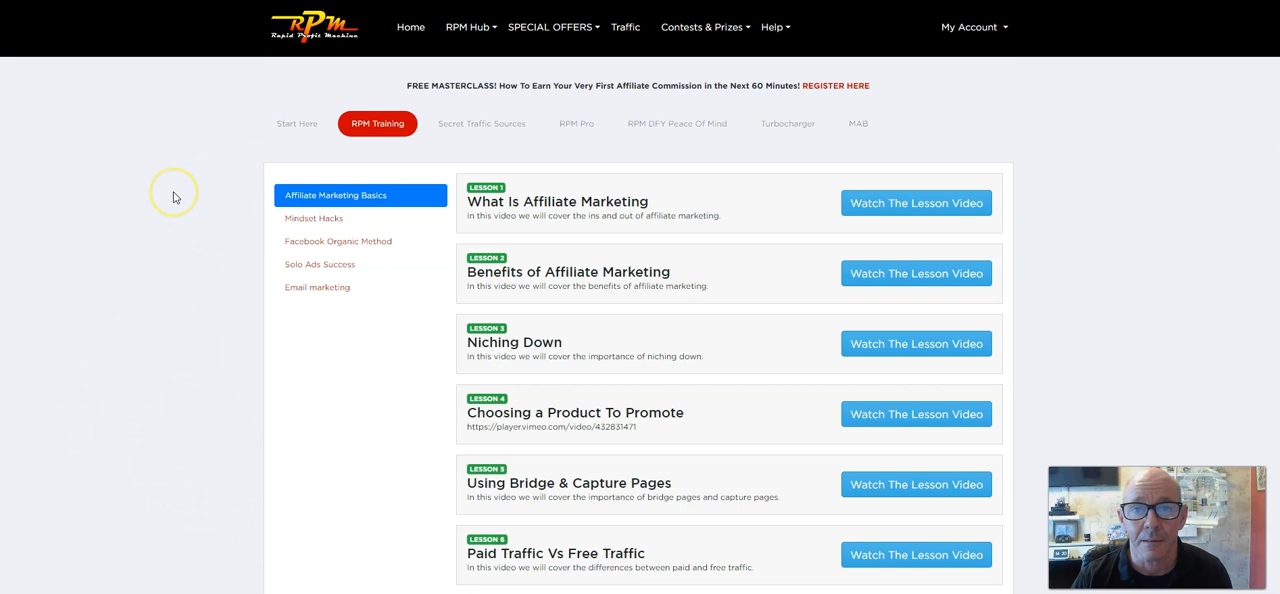 RPM
Rapid Profit Machine
Home RPM Hub SPECIAL OFFERS Traffic Contests & Prizes Help My Account
FREE MASTERCLASS! How To Earn Your Very First Affiliate Commission in the Next 60 Minutes! REGISTER HERE
Start Here RPM Training Secret Traffic Sources RPM Pro RPM DFY Peace Of Mind Turbocharger MAB
Affiliate Marketing Basics
Mindset Hacks
Facebook Organic Method
Solo Ads Success
Email marketing
LESSON 1
What Is Affiliate Marketing
In this video we will cover the ins and out of affiliate marketing.
Watch The Lesson Video
LESSON 2
Benefits of Affiliate Marketing
In this video we will cover the benefits of affiliate marketing.
Watch The Lesson Video
LESSON 3
Niching Down
In this video we will cover the importance of niching down.
Watch The Lesson Video
LESSON 4
Choosing a Product To Promote
https://player.vimeo.com/video/432831471
Watch The Lesson Video
LESSON 5
Using Bridge & Capture Pages
In this video we will cover the importance of bridge pages and capture pages.
Watch The Lesson Video
LESSON 6
Paid Traffic Vs Free Traffic
In this video we will cover the differences between paid and free traffic.
Watch The Lesson Video